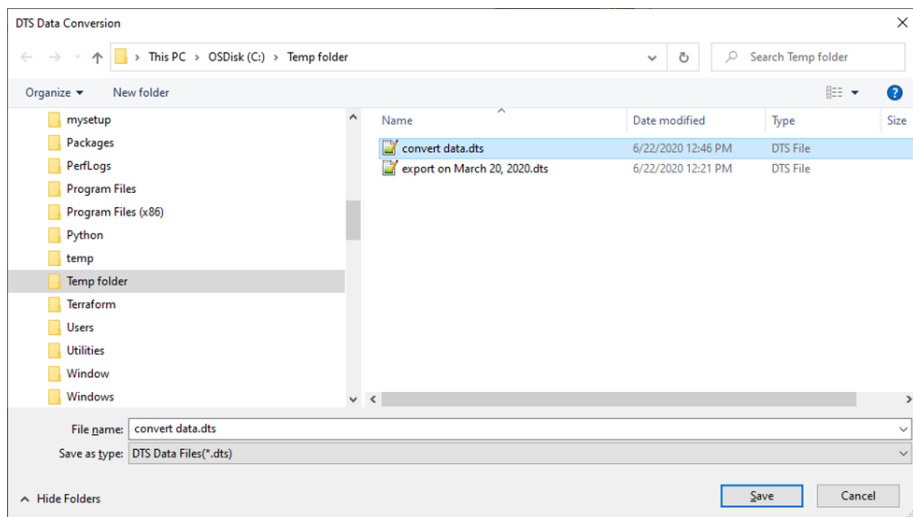 DTS Data Conversion
This PC > OSDisk (C:) > Temp folder
Search Temp folder
Organize
New folder
?
mysetup
Packages
PerfLogs
Program Files
Program Files (x86)
Python
temp
Temp folder
Terraform
Users
Utilities
Window
Windows
Name Date modified Type Size
convert data.dts 6/22/2020 12:46 PM DTS File
export on March 20, 2020.dts 6/22/2020 12:21 PM DTS File
File name: convert data.dts
Save as type: DTS Data Files(*.dts)
Hide Folders
Save
Cancel